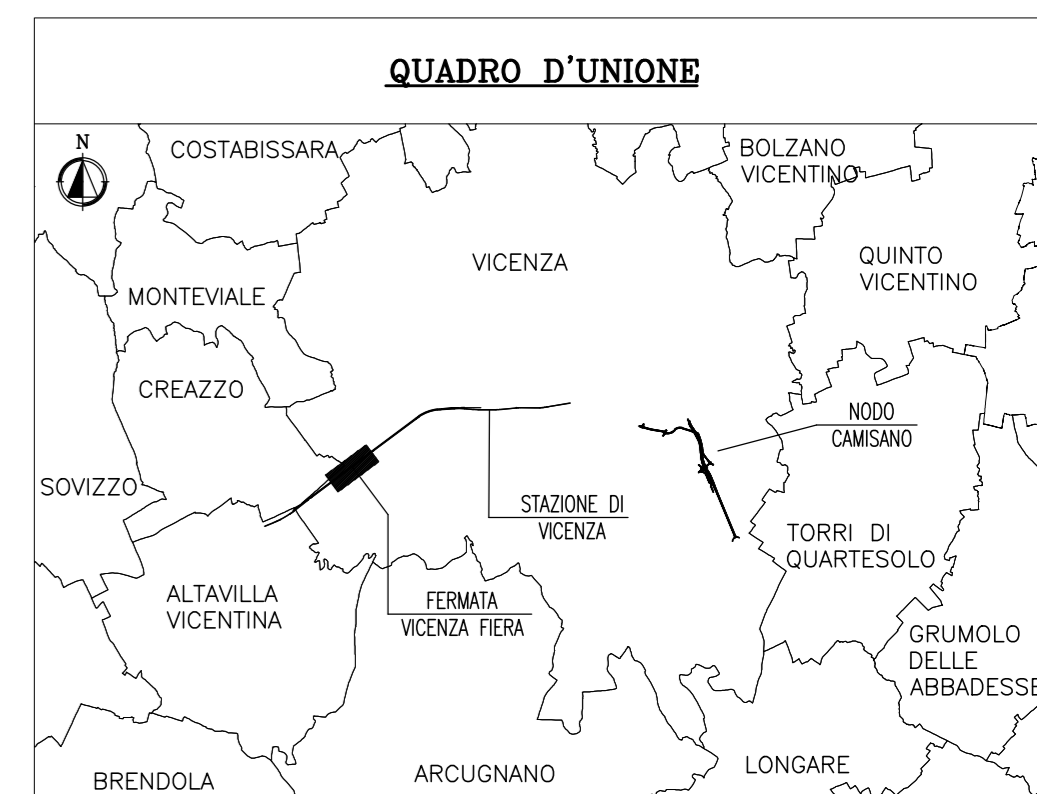 QUADRO D'UNIONE
N
COSTABISSARA
BOLZANO
VICENTINO
VICENZA
QUINTO
VICENTINO
MONTEVIALE
CREAZZO
NODO
CAMISANO
SOVIZZO
STAZIONE DI
VICENZA
TORRI DI
QUARTESOLO
ALTAVILLA
VICENTINA
FERMATA
VICENZA FIERA
GRUMOLO
DELLE
ABBADESSE
BRENDOLA
ARCUGNANO
LONGARE